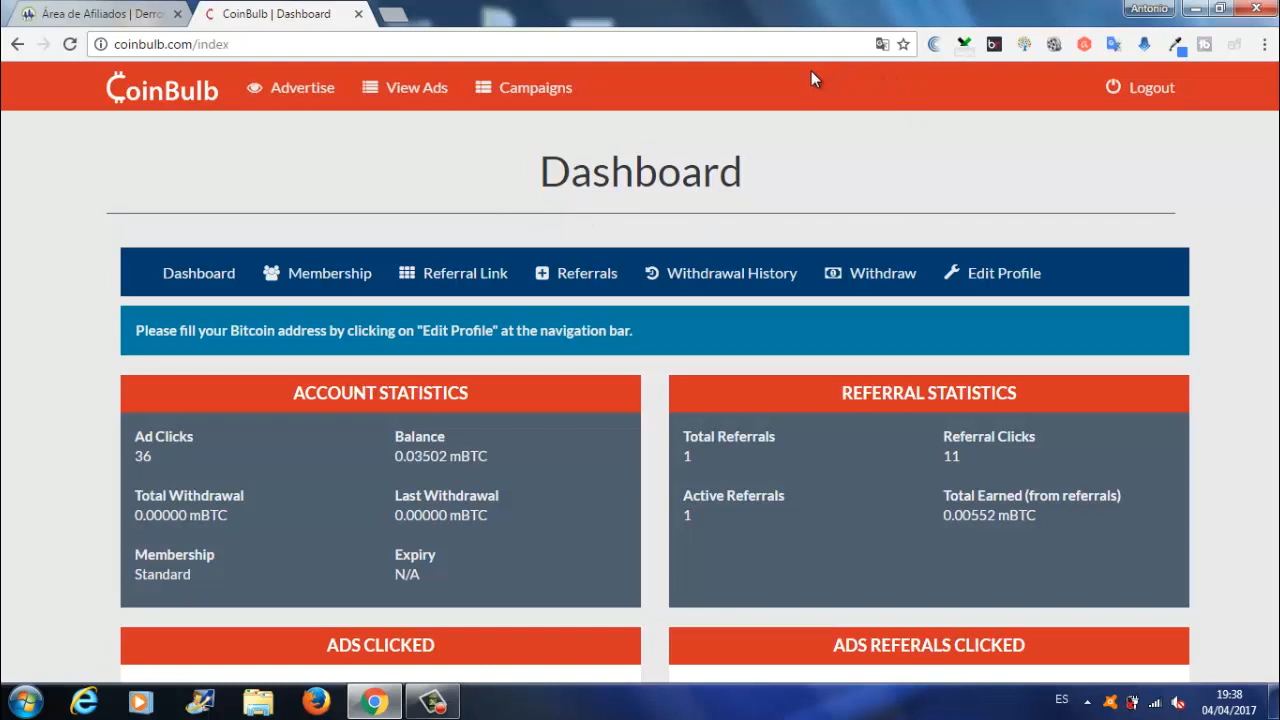 Área de Afiliados | Derro
CoinBulb | Dashboard
Antonio
coinbulb.com/index
CoinBulb
Advertise
View Ads
Campaigns
Logout
Dashboard
Dashboard
Membership
Referral Link
Referrals
Withdrawal History
Withdraw
Edit Profile
Please fill your Bitcoin address by clicking on "Edit Profile" at the navigation bar.
ACCOUNT STATISTICS
Ad Clicks
36
Balance
0.03502 mBTC
Total Withdrawal
0.00000 mBTC
Last Withdrawal
0.00000 mBTC
Membership
Standard
Expiry
N/A
REFERRAL STATISTICS
Total Referrals
1
Referral Clicks
11
Active Referrals
1
Total Earned (from referrals)
0.00552 mBTC
ADS CLICKED
ADS REFERALS CLICKED
ES
19:38
04/04/2017